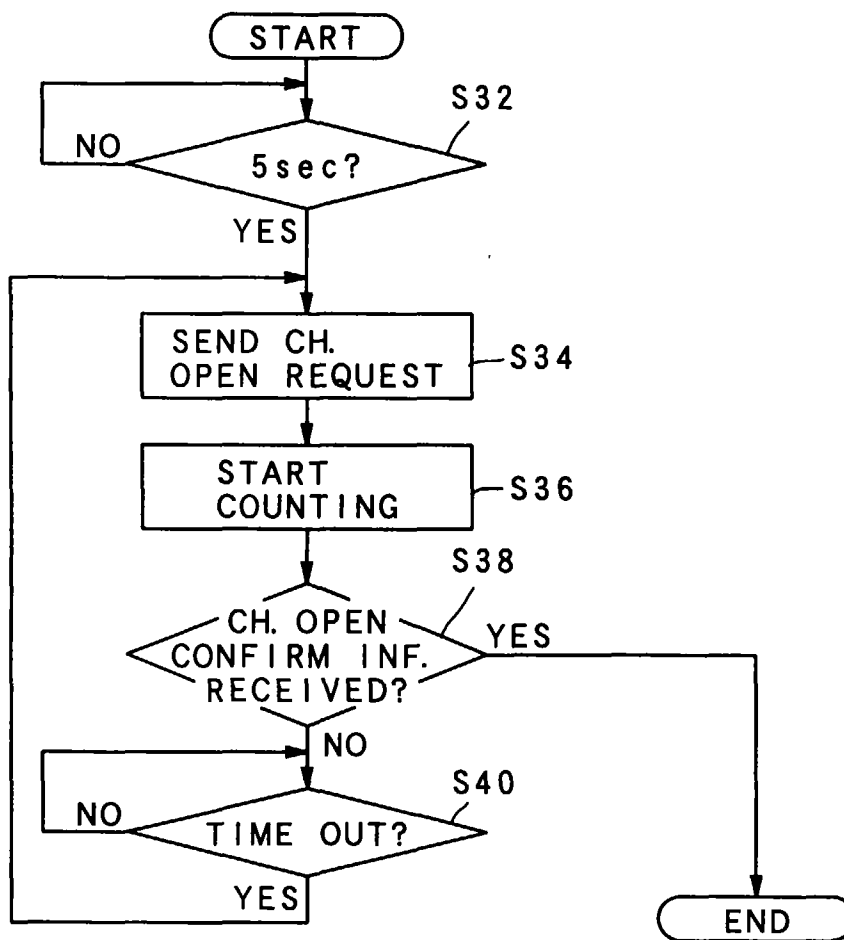 START
S32
NO
5sec?
YES
SEND CH.
OPEN REQUEST
S34
START
COUNTING
S36
S38
CH. OPEN
CONFIRM INF.
RECEIVED?
YES
NO
S40
NO
TIME OUT?
YES
END